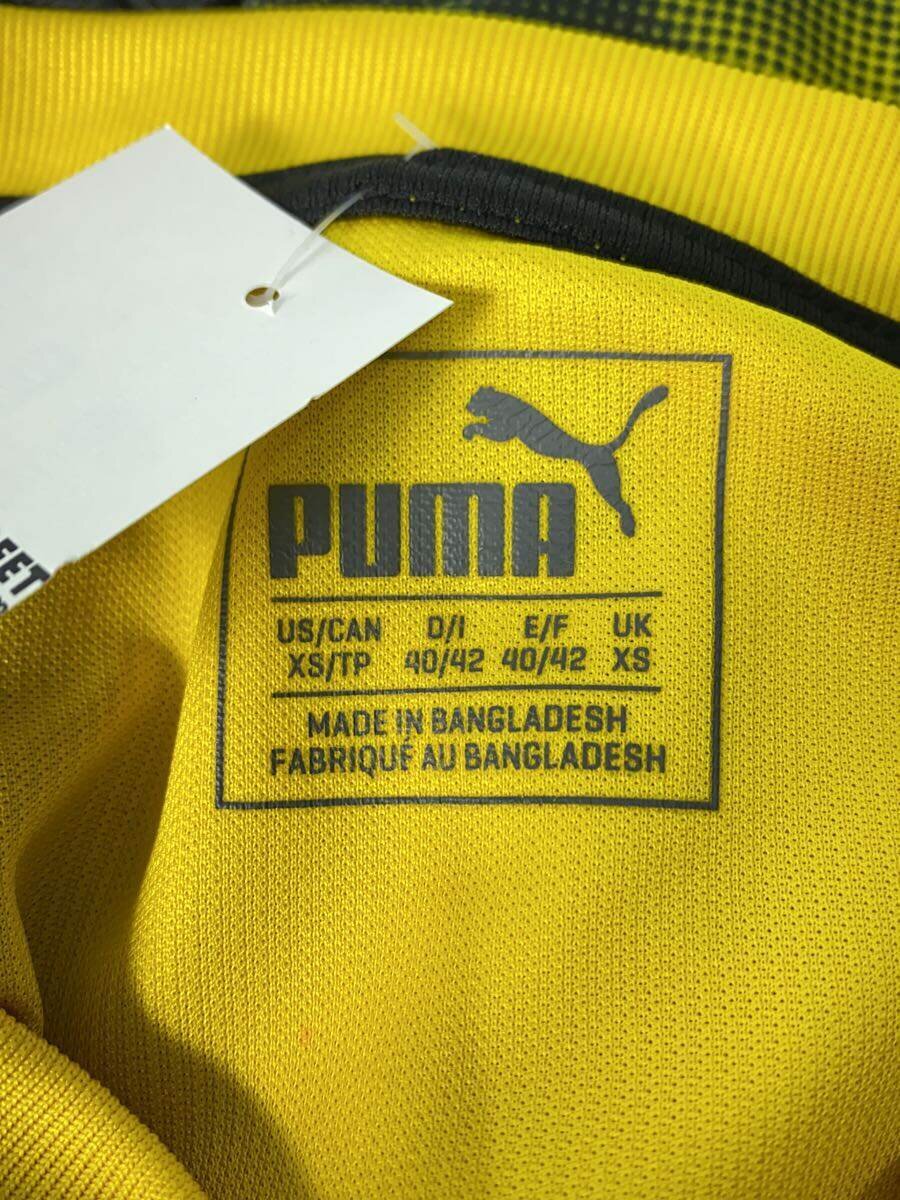 PUMA
US/CAN D/I E/F UK
XS/TP 40/42 40/42 XS
MADE IN BANGLADESH
FABRIQUÉ AU BANGLADESH